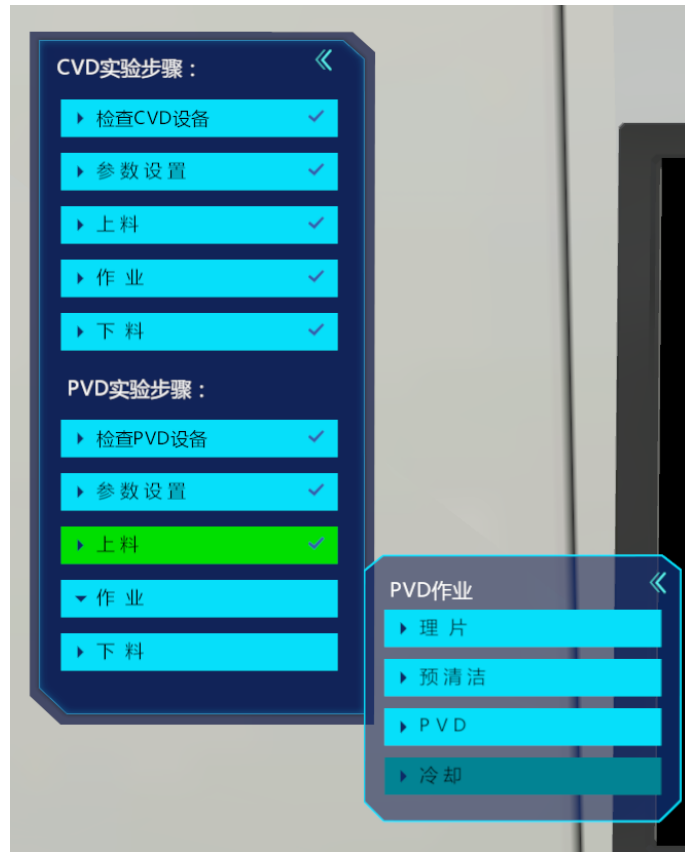 CVD实验步骤：
检查CVD设备
参数设置
上料
作业
下料
PVD实验步骤：
检查PVD设备
参数设置
上料
作业
下料
PVD作业
理片
预清洁
PVD
冷却